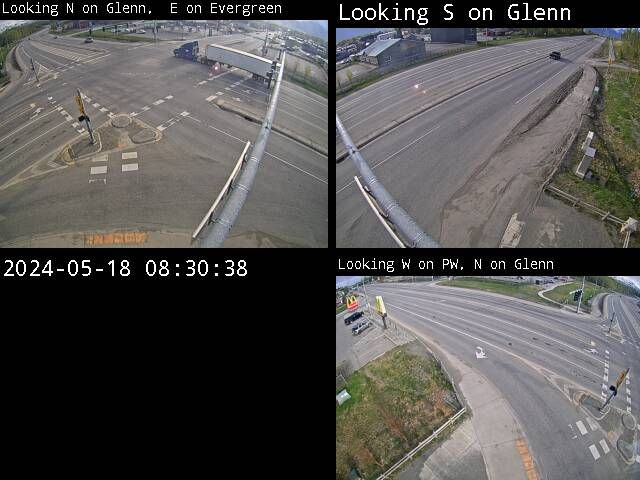 Looking N on Glenn,  E on Evergreen
Looking S on Glenn
2024-05-18 08:30:38
Looking W on PW, N on Glenn